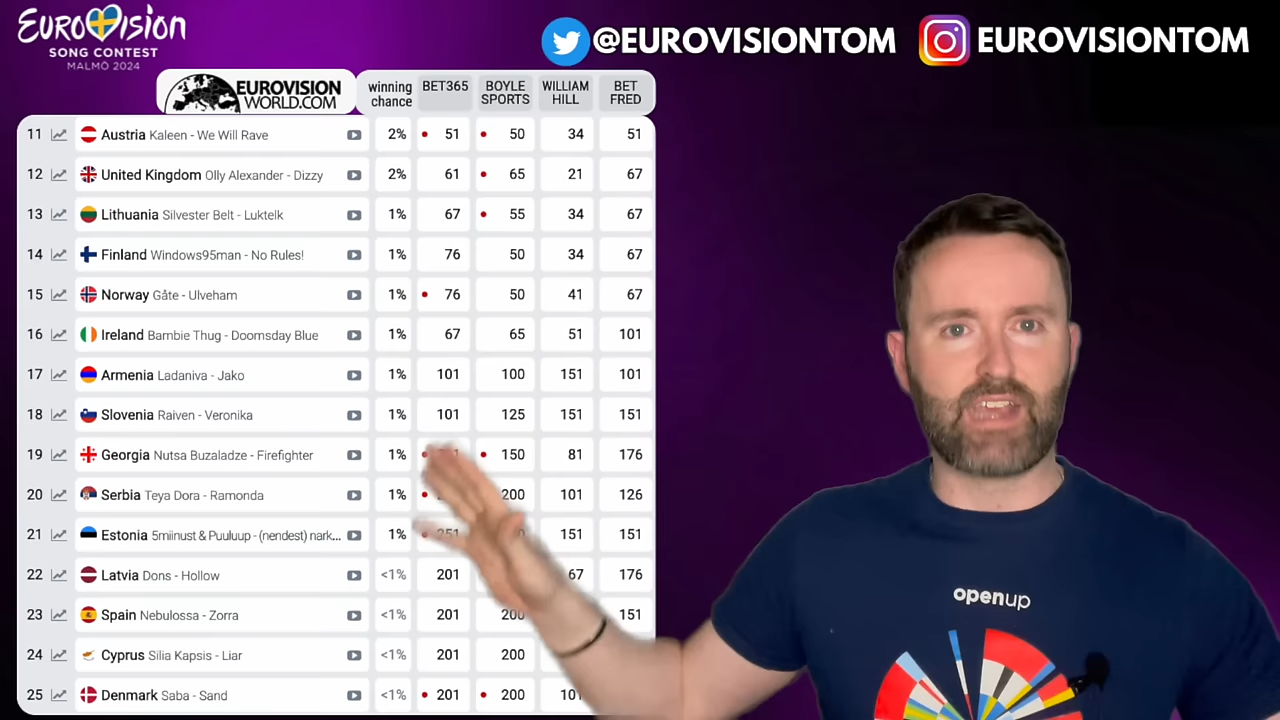 EUROVISION
SONG CONTEST
MALMÖ 2024
@EUROVISIONTOM
EUROVISIONTOM
EUROVISION
WORLD.COM
winning chance BET365 BOYLE SPORTS WILLIAM HILL BET FRED
11 Austria Kaleen - We Will Rave 2% 51 50 34 51
12 United Kingdom Olly Alexander - Dizzy 2% 61 65 21 67
13 Lithuania Silvester Belt - Luktelk 1% 67 55 34 67
14 Finland Windows95man - No Rules! 1% 76 50 34 67
15 Norway Gåte - Ulveham 1% 76 50 41 67
16 Ireland Bambie Thug - Doomsday Blue 1% 67 65 51 101
17 Armenia Ladaniva - Jako 1% 101 100 151 101
18 Slovenia Raiven - Veronika 1% 101 125 151 151
19 Georgia Nutsa Buzaladze - Firefighter 1% 150 81 176
20 Serbia Teya Dora - Ramonda 1% 200 101 126
21 Estonia 5miinust & Puuluup - (nendest) nark... 1% 251 151 151
22 Latvia Dons - Hollow <1% 201 67 176
23 Spain Nebulossa - Zorra <1% 201 200 151
24 Cyprus Silia Kapsis - Liar <1% 201 200
25 Denmark Saba - Sand <1% 201 200 101
openup